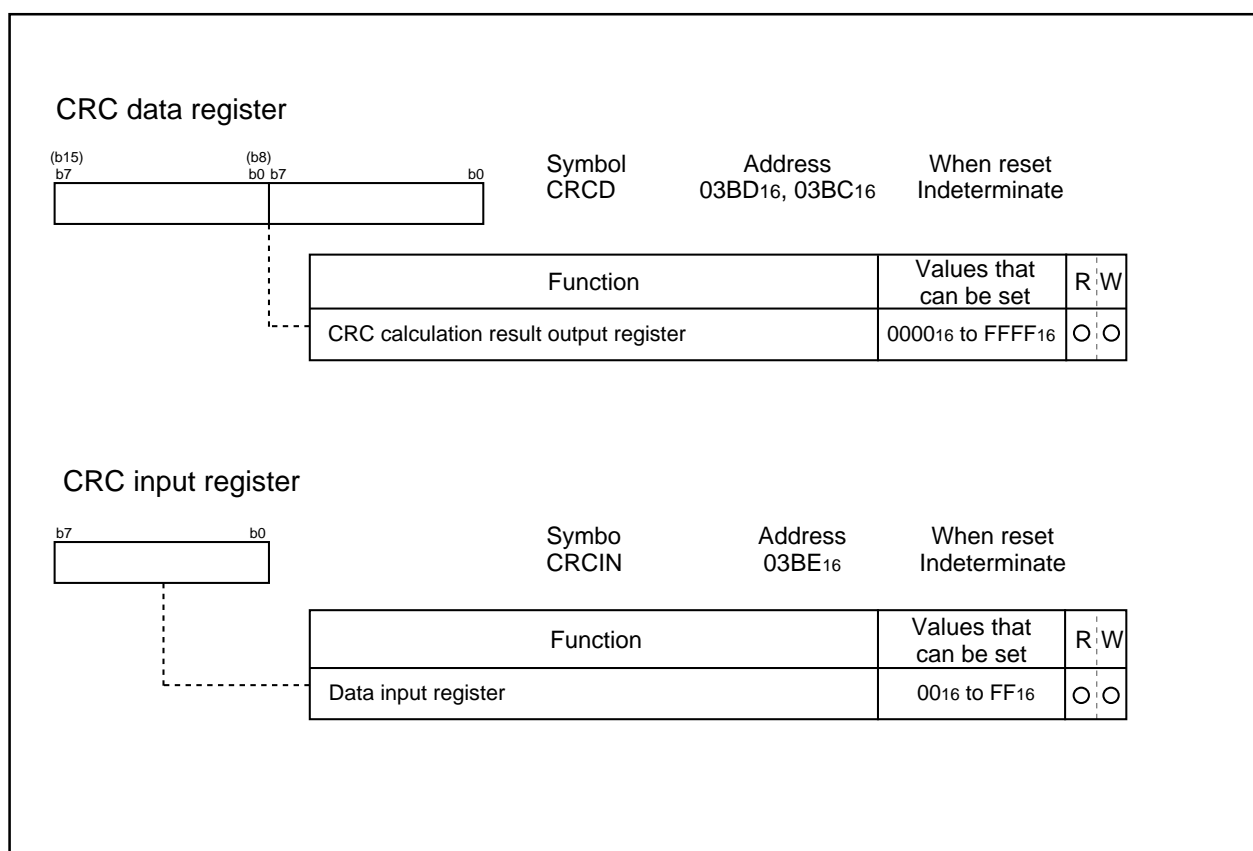 CRC data register
(b15) (b8)
b7 b0 b7 b0
Symbol Address When reset
CRCD 03BD16, 03BC16 Indeterminate
Function Values that can be set R W
CRC calculation result output register 000016 to FFFF16 O O
CRC input register
b7 b0
Symbo Address When reset
CRCIN 03BE16 Indeterminate
Function Values that can be set R W
Data input register 0016 to FF16 O O